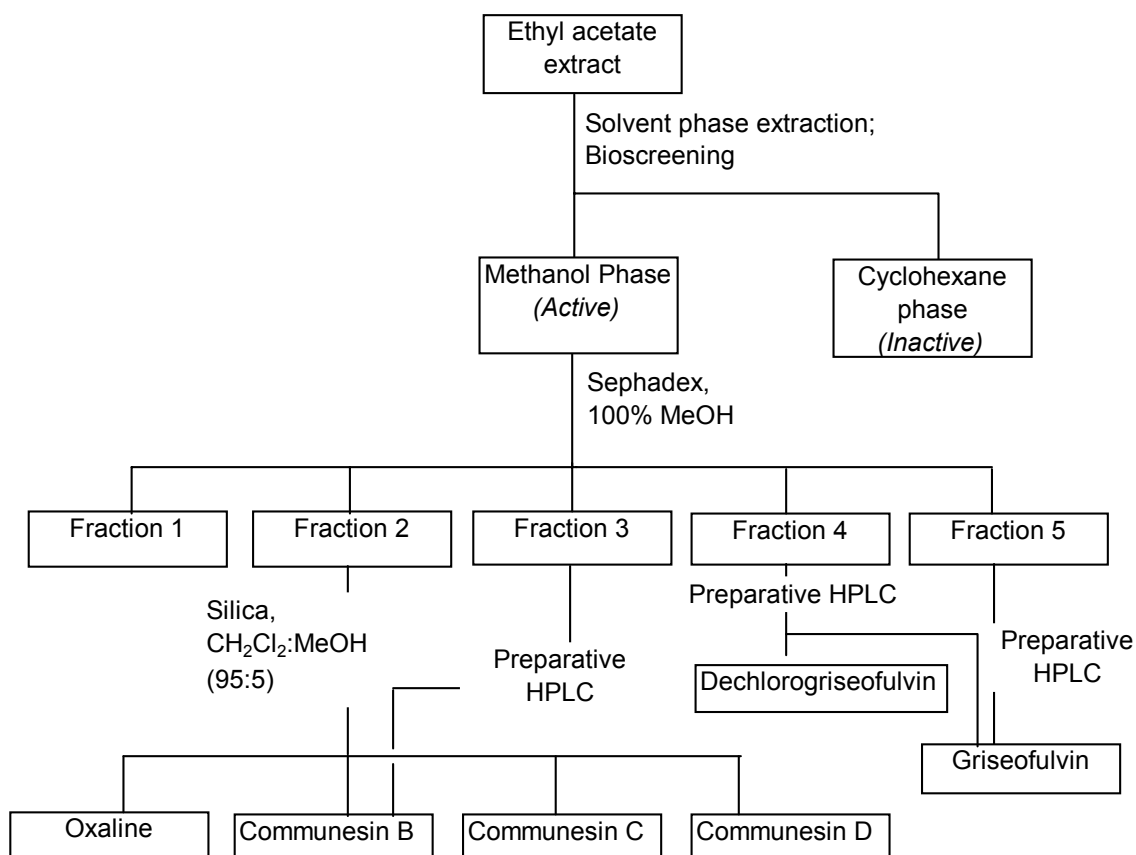 Ethyl acetate
extract
Solvent phase extraction;
Bioscreening
Methanol Phase
(Active)
Cyclohexane
phase
(Inactive)
Sephadex,
100% MeOH
Fraction 1
Fraction 2
Fraction 3
Fraction 4
Fraction 5
Silica,
CH₂Cl₂:MeOH
(95:5)
Preparative
HPLC
Preparative HPLC
Preparative
HPLC
Dechlorogriseofulvin
Griseofulvin
Oxaline
Communesin B
Communesin C
Communesin D